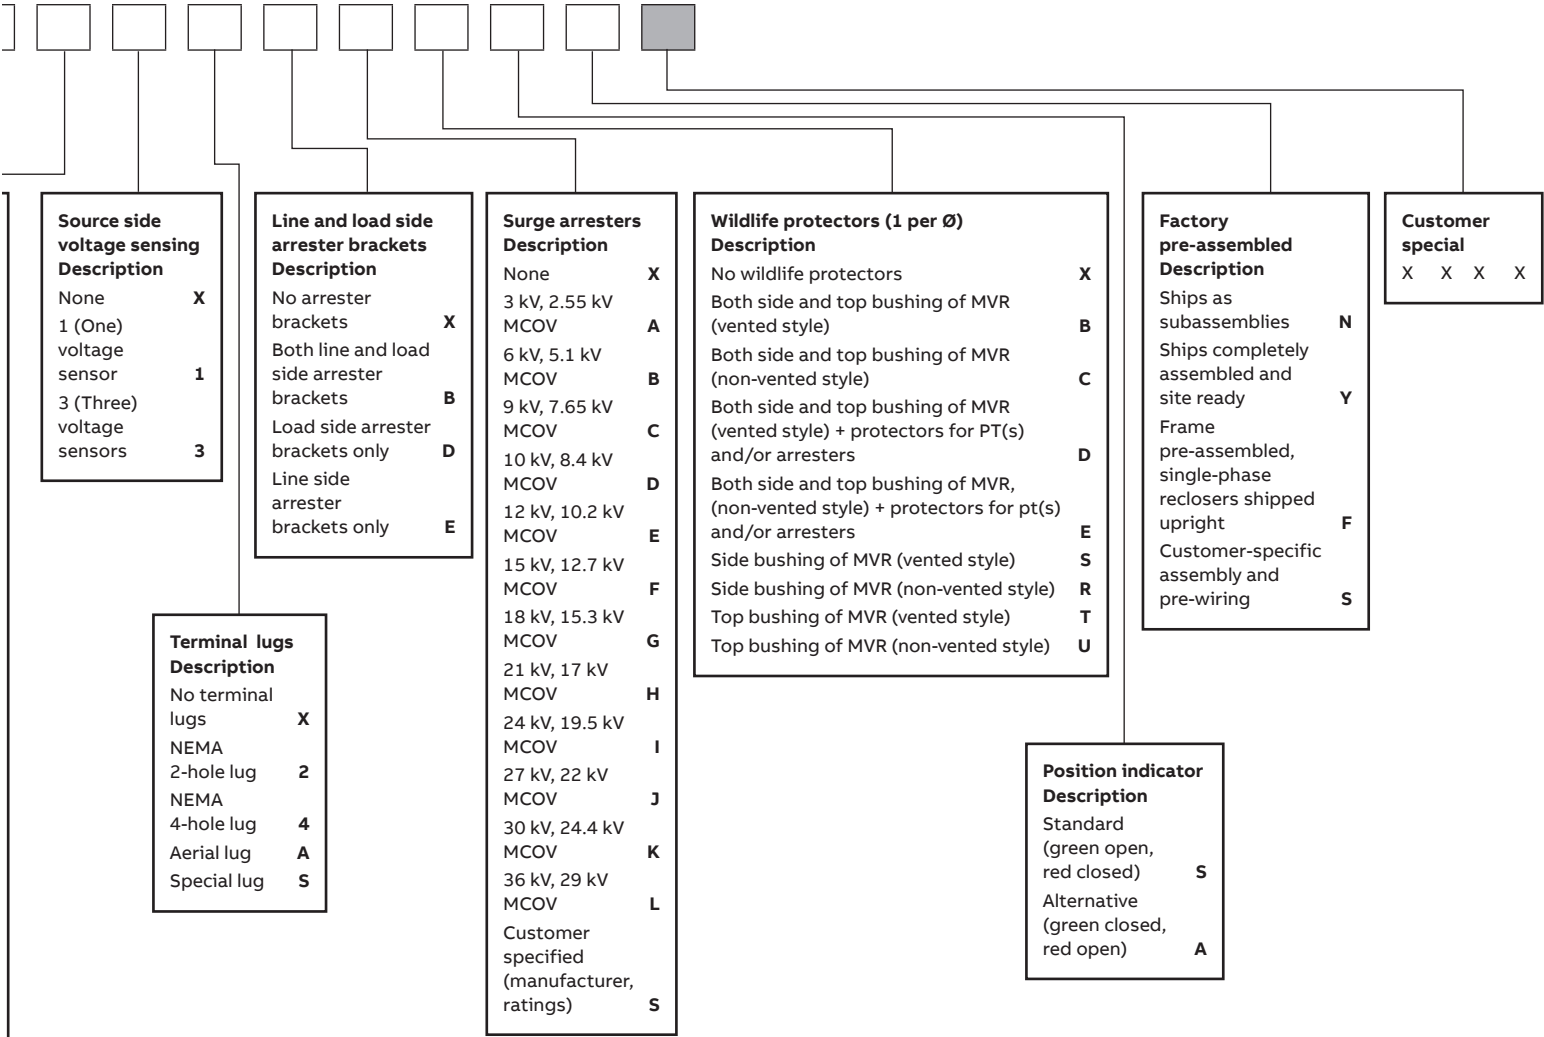 Source side
voltage sensing
Description
None X
1 (One)
voltage
sensor 1
3 (Three)
voltage
sensors 3
Terminal lugs
Description
No terminal
lugs X
NEMA
2-hole lug 2
NEMA
4-hole lug 4
Aerial lug A
Special lug S
Line and load side
arrester brackets
Description
No arrester
brackets X
Both line and load
side arrester
brackets B
Load side arrester
brackets only D
Line side
arrester
brackets only E
Surge arresters
Description
None X
3 kV, 2.55 kV
MCOV A
6 kV, 5.1 kV
MCOV B
9 kV, 7.65 kV
MCOV C
10 kV, 8.4 kV
MCOV D
12 kV, 10.2 kV
MCOV E
15 kV, 12.7 kV
MCOV F
18 kV, 15.3 kV
MCOV G
21 kV, 17 kV
MCOV H
24 kV, 19.5 kV
MCOV I
27 kV, 22 kV
MCOV J
30 kV, 24.4 kV
MCOV K
36 kV, 29 kV
MCOV L
Customer
specified
(manufacturer,
ratings) S
Wildlife protectors (1 per Ø)
Description
No wildlife protectors X
Both side and top bushing of MVR
(vented style) B
Both side and top bushing of MVR
(non-vented style) C
Both side and top bushing of MVR
(vented style) + protectors for PT(s)
and/or arresters D
Both side and top bushing of MVR,
(non-vented style) + protectors for pt(s)
and/or arresters E
Side bushing of MVR (vented style) S
Side bushing of MVR (non-vented style) R
Top bushing of MVR (vented style) T
Top bushing of MVR (non-vented style) U
Position indicator
Description
Standard
(green open,
red closed) S
Alternative
(green closed,
red open) A
Factory
pre-assembled
Description
Ships as
subassemblies N
Ships completely
assembled and
site ready Y
Frame
pre-assembled,
single-phase
reclosers shipped
upright F
Customer-specific
assembly and
pre-wiring S
Customer
special
X X X X